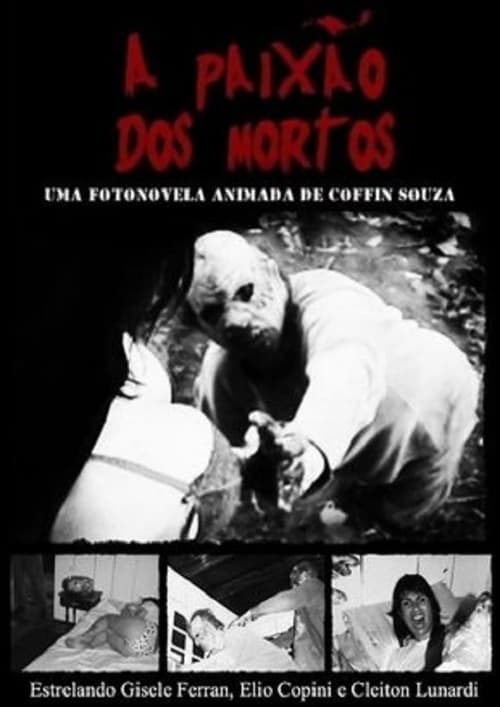 A PAIXÃO
DOS MORTOS
UMA FOTONOVELA ANIMADA DE COFFIN SOUZA
Estrelando Gisele Ferran, Elio Copini e Cleiton Lunardi